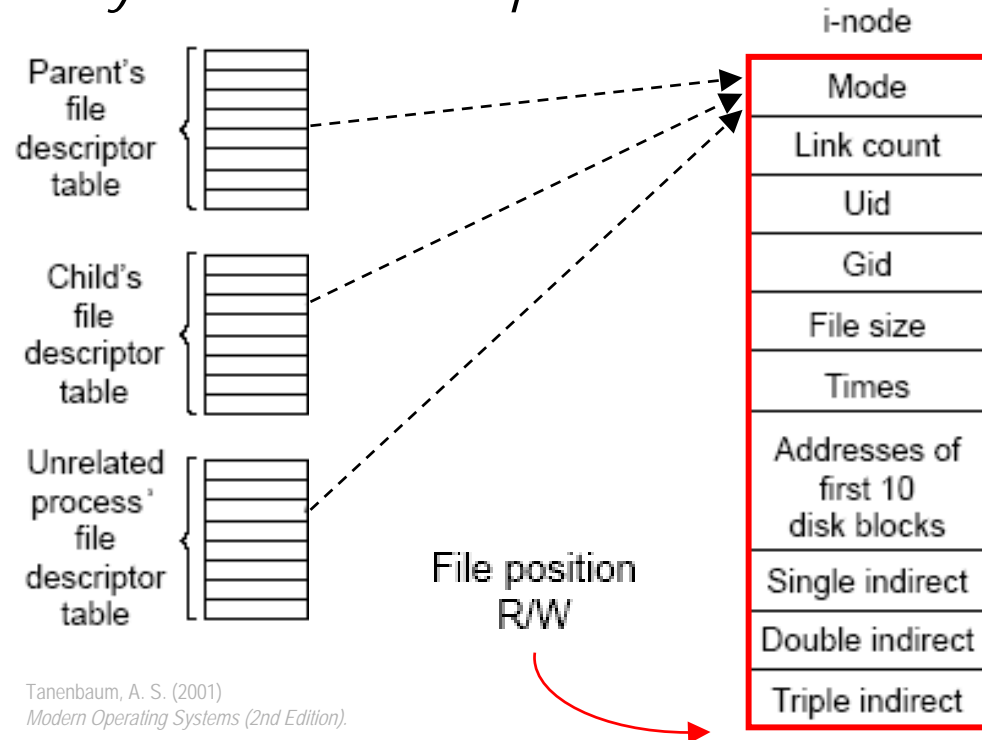 i-node
Parent's
file
descriptor
table
Child's
file
descriptor
table
Unrelated
process'
file
descriptor
table
Mode
Link count
Uid
Gid
File size
Times
Addresses of
first 10
disk blocks
Single indirect
Double indirect
Triple indirect
File position
R/W
Tanenbaum, A. S. (2001)
Modern Operating Systems (2nd Edition).